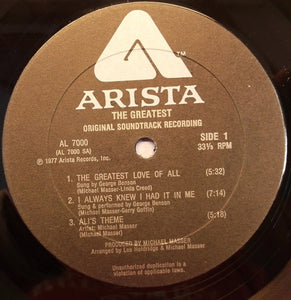 TM
ARISTA
THE GREATEST
ORIGINAL SOUNDTRACK RECORDING
AL 7000
(AL 7000 SA)
SIDE 1
33⅓ RPM
℗ 1977 Arista Records, Inc.
1. THE GREATEST LOVE OF ALL (5:32)
Sung by George Benson
(Michael Masser-Linda Creed)
2. I ALWAYS KNEW I HAD IT IN ME (7:14)
Sung & performed by George Benson
(Michael Masser-Gerry Goffin)
3. ALI'S THEME (5:18)
Artist: Michael Masser
(Michael Masser)
PRODUCED BY MICHAEL MASSER
Arranged by Lee Holdridge & Michael Masser
Unauthorized duplication is a
violation of applicable laws.